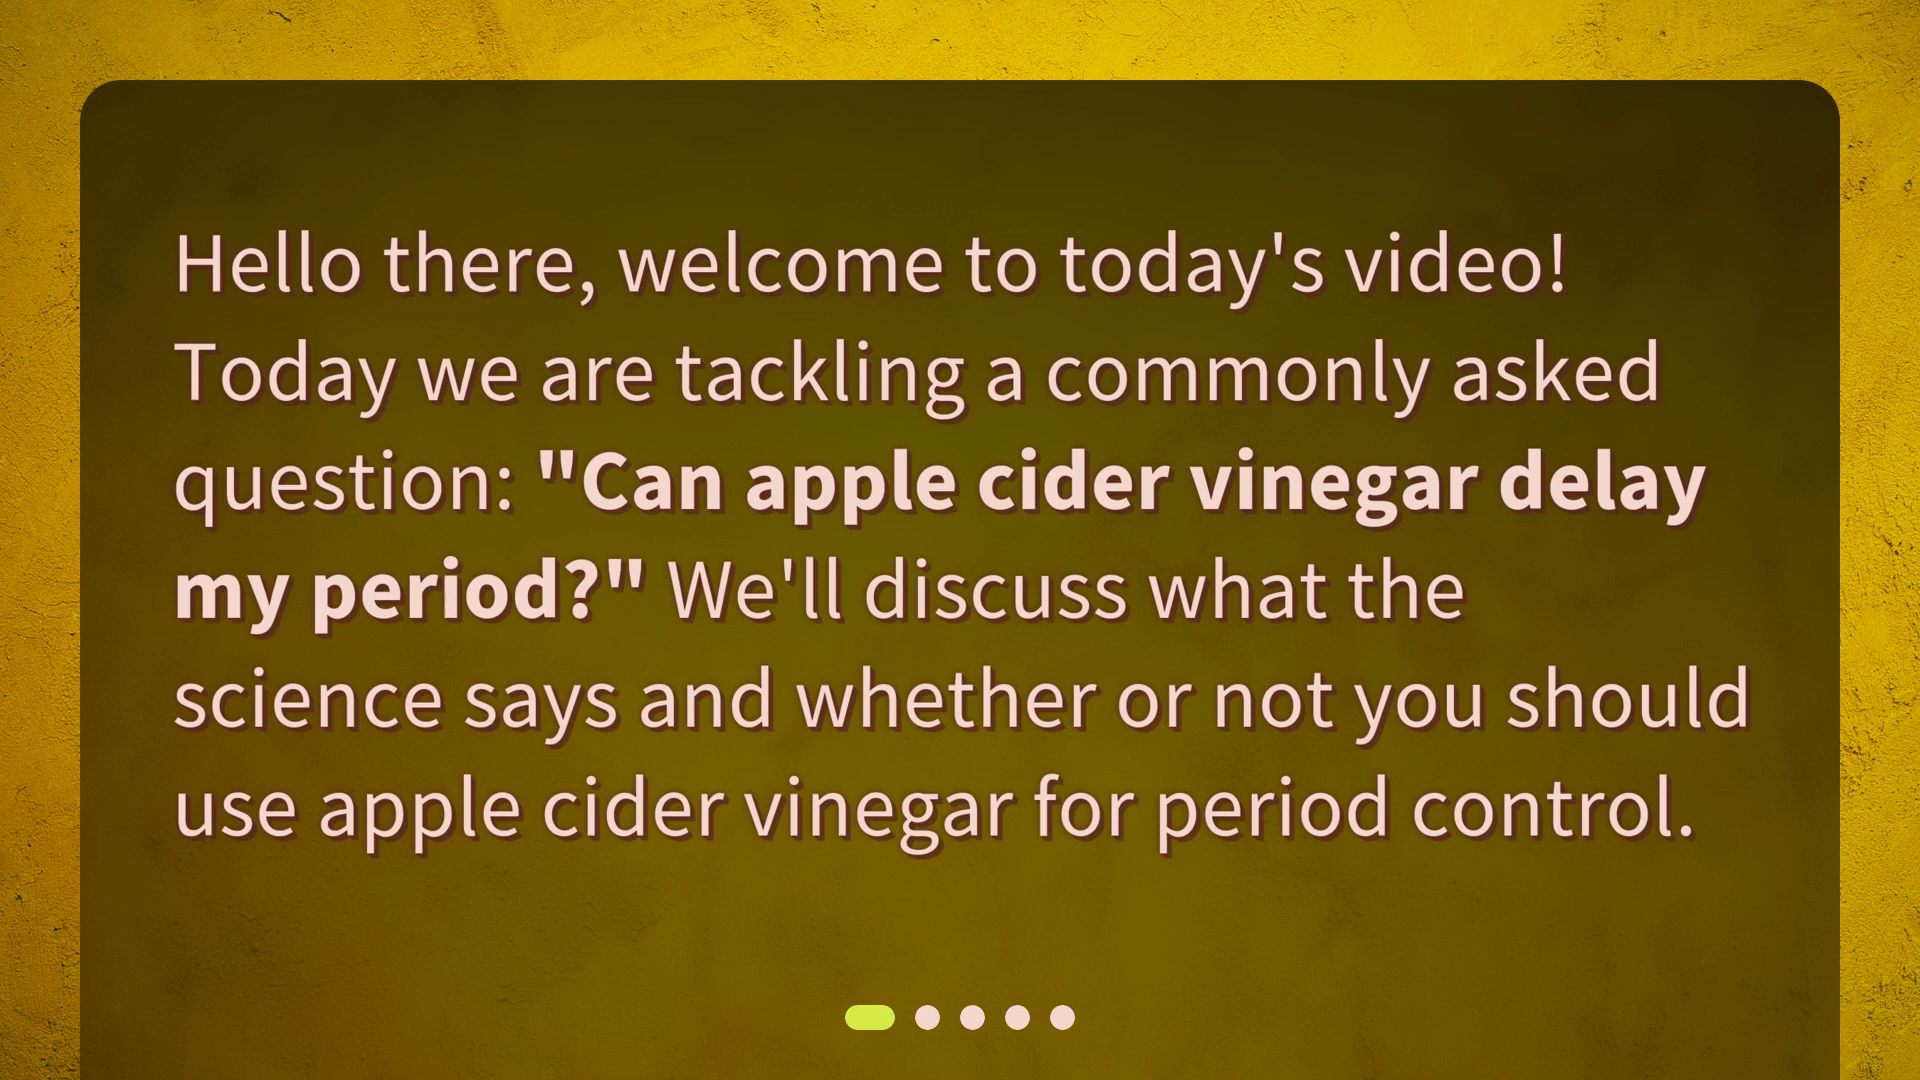 Hello there, welcome to today's video!
Today we are tackling a commonly asked
question: "Can apple cider vinegar delay
my period?" We'll discuss what the
science says and whether or not you should
use apple cider vinegar for period control.